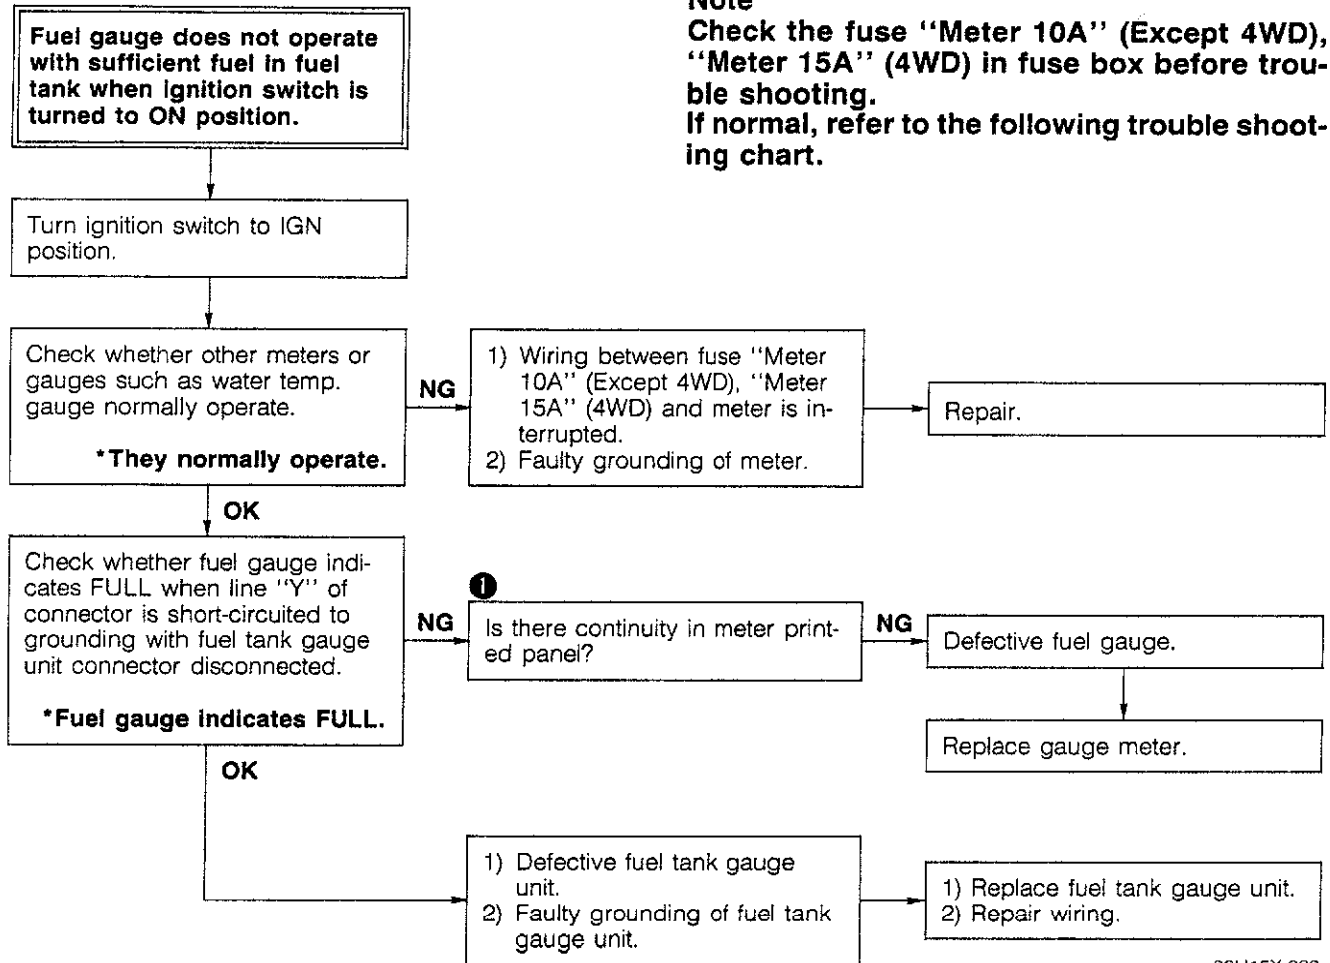 Note
Check the fuse "Meter 10A" (Except 4WD),
"Meter 15A" (4WD) in fuse box before trou-
ble shooting.
If normal, refer to the following trouble shoot-
ing chart.
Fuel gauge does not operate
with sufficient fuel in fuel
tank when ignition switch is
turned to ON position.
Turn ignition switch to IGN
position.
Check whether other meters or
gauges such as water temp.
gauge normally operate.
*They normally operate.
NG
1) Wiring between fuse "Meter
10A" (Except 4WD), "Meter
15A" (4WD) and meter is in-
terrupted.
2) Faulty grounding of meter.
Repair.
OK
Check whether fuel gauge indi-
cates FULL when line "Y" of
connector is short-circuited to
grounding with fuel tank gauge
unit connector disconnected.
*Fuel gauge indicates FULL.
NG
1
Is there continuity in meter print-
ed panel?
NG
Defective fuel gauge.
Replace gauge meter.
OK
1) Defective fuel tank gauge
unit.
2) Faulty grounding of fuel tank
gauge unit.
1) Replace fuel tank gauge unit.
2) Repair wiring.